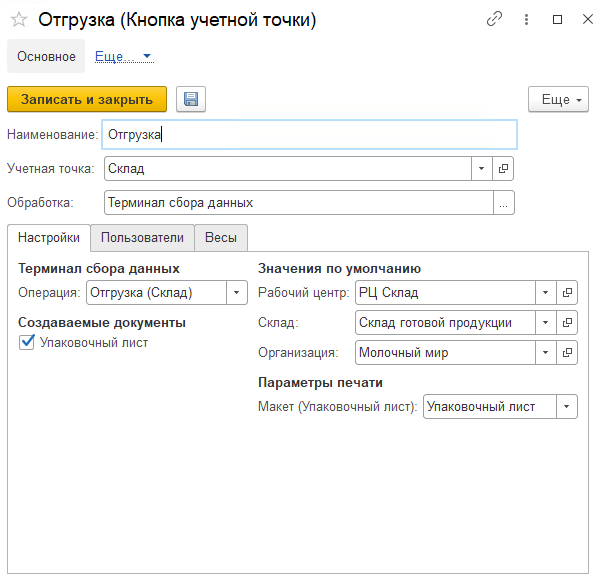 Отгрузка (Кнопка учетной точки)
Основное Еще...
Записать и закрыть Еще
Наименование: Отгрузка
Учетная точка: Склад
Обработка: Терминал сбора данных ...
Настройки Пользователи Весы
Терминал сбора данных Значения по умолчанию
Операция: Отгрузка (Склад) Рабочий центр: РЦ Склад
Создаваемые документы Склад: Склад готовой продукции
Упаковочный лист Организация: Молочный мир
Параметры печати
Макет (Упаковочный лист): Упаковочный лист